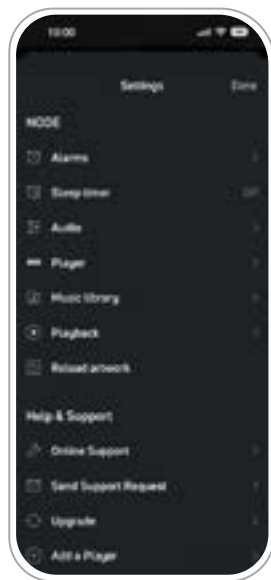 10:00
Settings Done
NODE
Alarms
Sleep timer Off
Audio
Player
Music library
Playback
Reload artwork
Help & Support
Online Support
Send Support Request
Upgrade
Add a Player